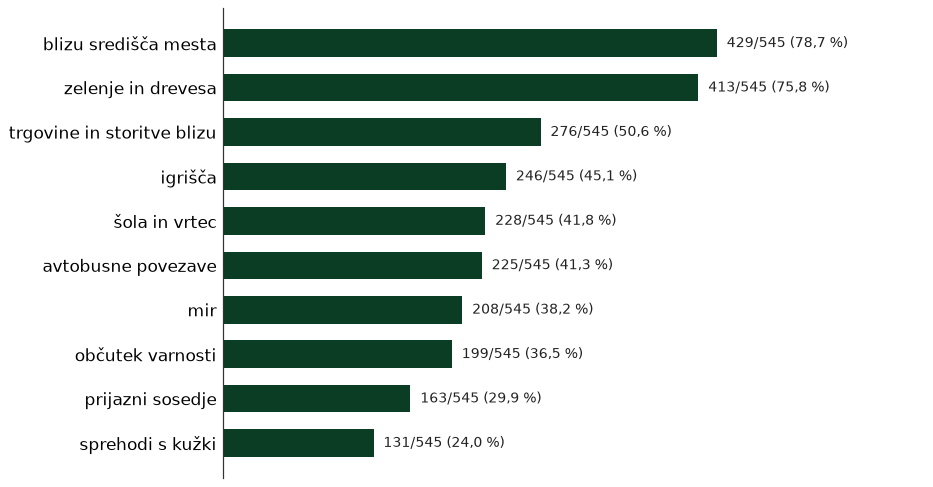 blizu središča mesta 429/545 (78,7 %)
zelenje in drevesa 413/545 (75,8 %)
trgovine in storitve blizu 276/545 (50,6 %)
igrišča 246/545 (45,1 %)
šola in vrtec 228/545 (41,8 %)
avtobusne povezave 225/545 (41,3 %)
mir 208/545 (38,2 %)
občutek varnosti 199/545 (36,5 %)
prijazni sosedje 163/545 (29,9 %)
sprehodi s kužki 131/545 (24,0 %)